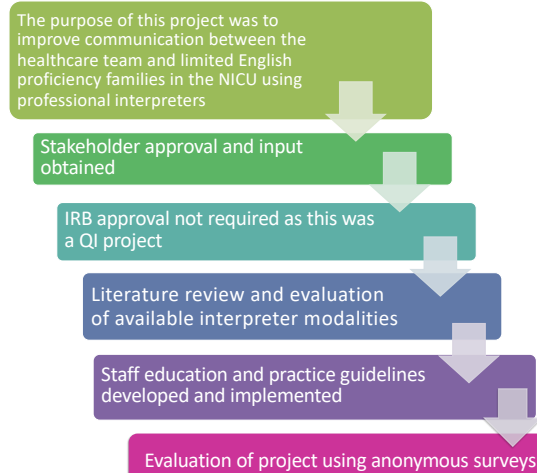 The purpose of this project was to
improve communication between the
healthcare team and limited English
proficiency families in the NICU using
professional interpreters
Stakeholder approval and input
obtained
IRB approval not required as this was
a QI project
Literature review and evaluation
of available interpreter modalities
Staff education and practice guidelines
developed and implemented
Evaluation of project using anonymous surveys